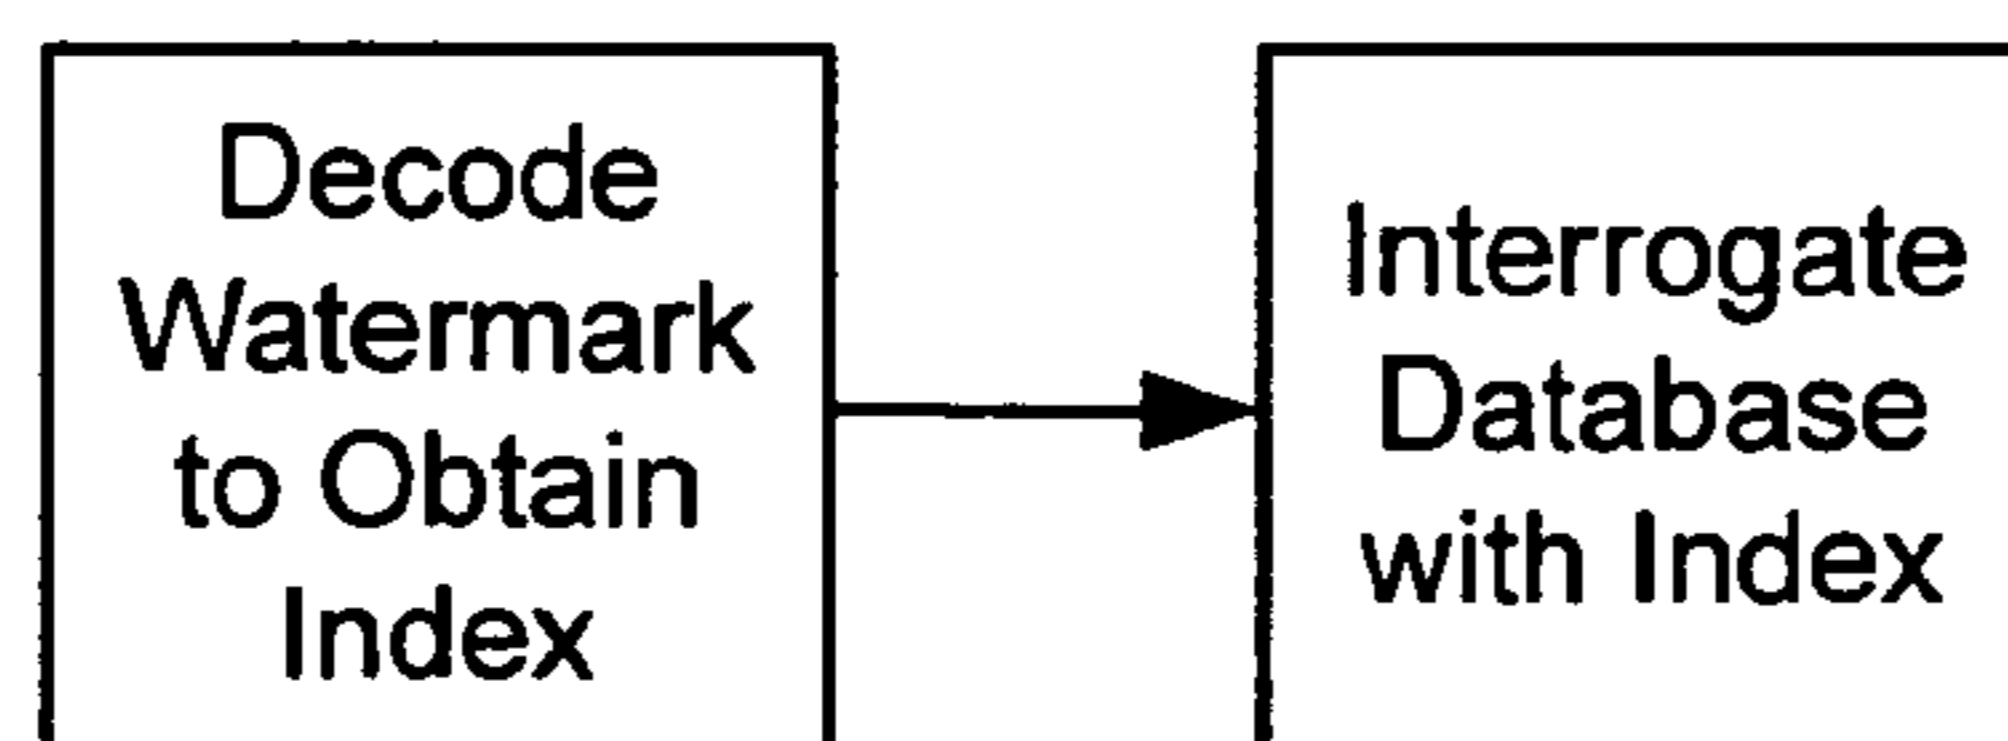 Decode
Watermark
to Obtain
Index
Interrogate
Database
with Index